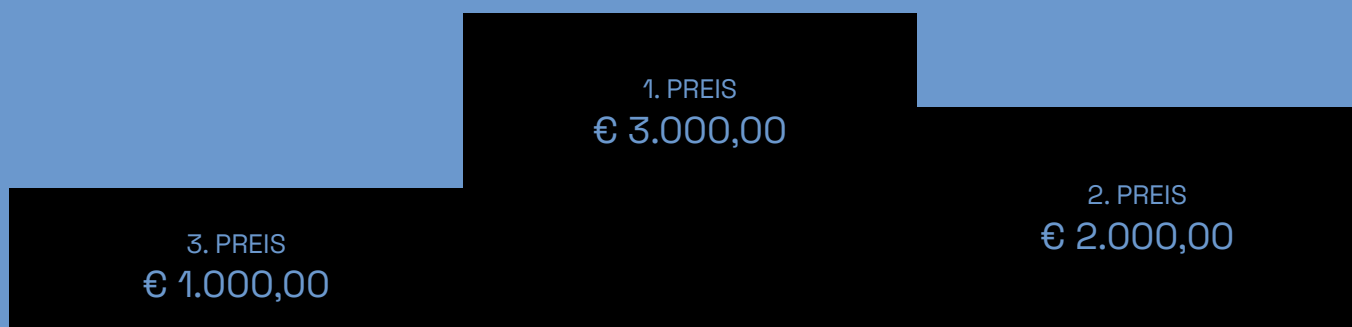 1. PREIS
€ 3.000,00
2. PREIS
€ 2.000,00
3. PREIS
€ 1.000,00